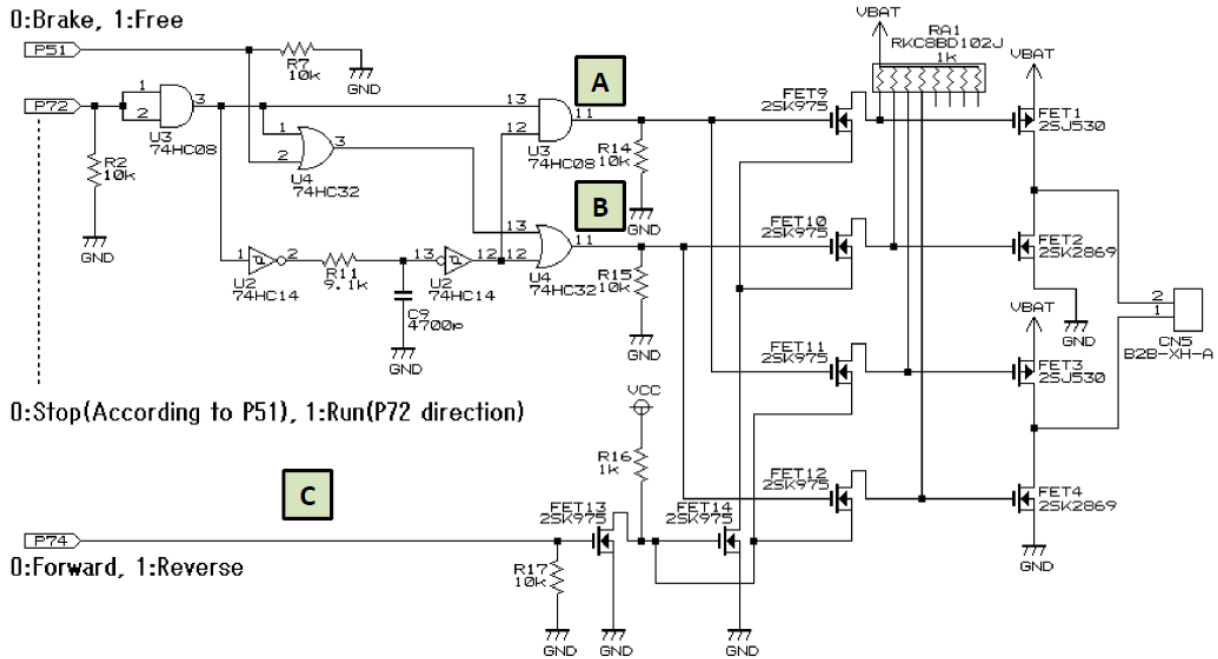 0:Brake, 1:Free
P51
R7
10k
GND
P72
1
2
3
U3
74HC08
R2
10k
GND
1
2
3
U4
74HC32
1
2
U2
74HC14
R11
9.1k
C9
4700p
GND
13
12
U2
74HC14
13
12
11
U3
74HC08
A
R14
10k
GND
B
13
12
11
U4
74HC32
R15
10k
GND
VBAT
RA1
RKC8BD102J
1k
VBAT
FET9
2SK975
FET1
2SJ530
FET10
2SK975
FET2
2SK2869
GND
VBAT
2
1
CN5
B2B-XH-A
FET11
2SK975
FET3
2SJ530
FET12
2SK975
FET4
2SK2869
GND
0:Stop(According to P51), 1:Run(P72 direction)
VCC
R16
1k
C
FET13
2SK975
FET14
2SK975
P74
0:Forward, 1:Reverse
R17
10k
GND
GND
GND